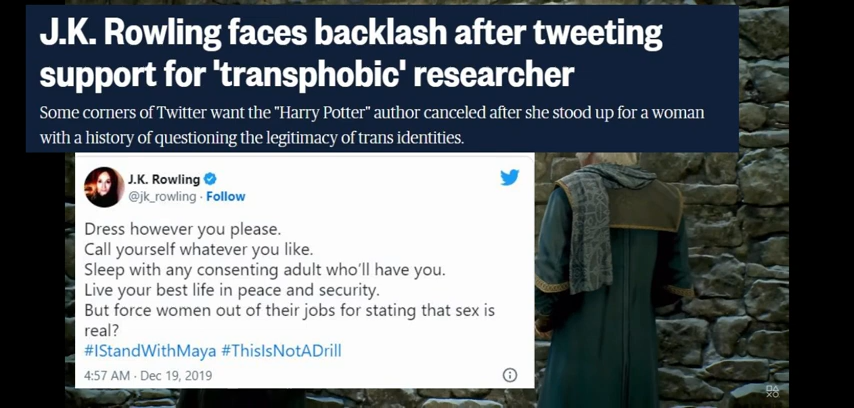 J.K. Rowling faces backlash after tweeting
support for 'transphobic' researcher
Some corners of Twitter want the "Harry Potter" author canceled after she stood up for a woman
with a history of questioning the legitimacy of trans identities.
J.K. Rowling
@jk_rowling · Follow
Dress however you please.
Call yourself whatever you like.
Sleep with any consenting adult who'll have you.
Live your best life in peace and security.
But force women out of their jobs for stating that sex is
real?
#IStandWithMaya #ThisIsNotADrill
4:57 AM · Dec 19, 2019